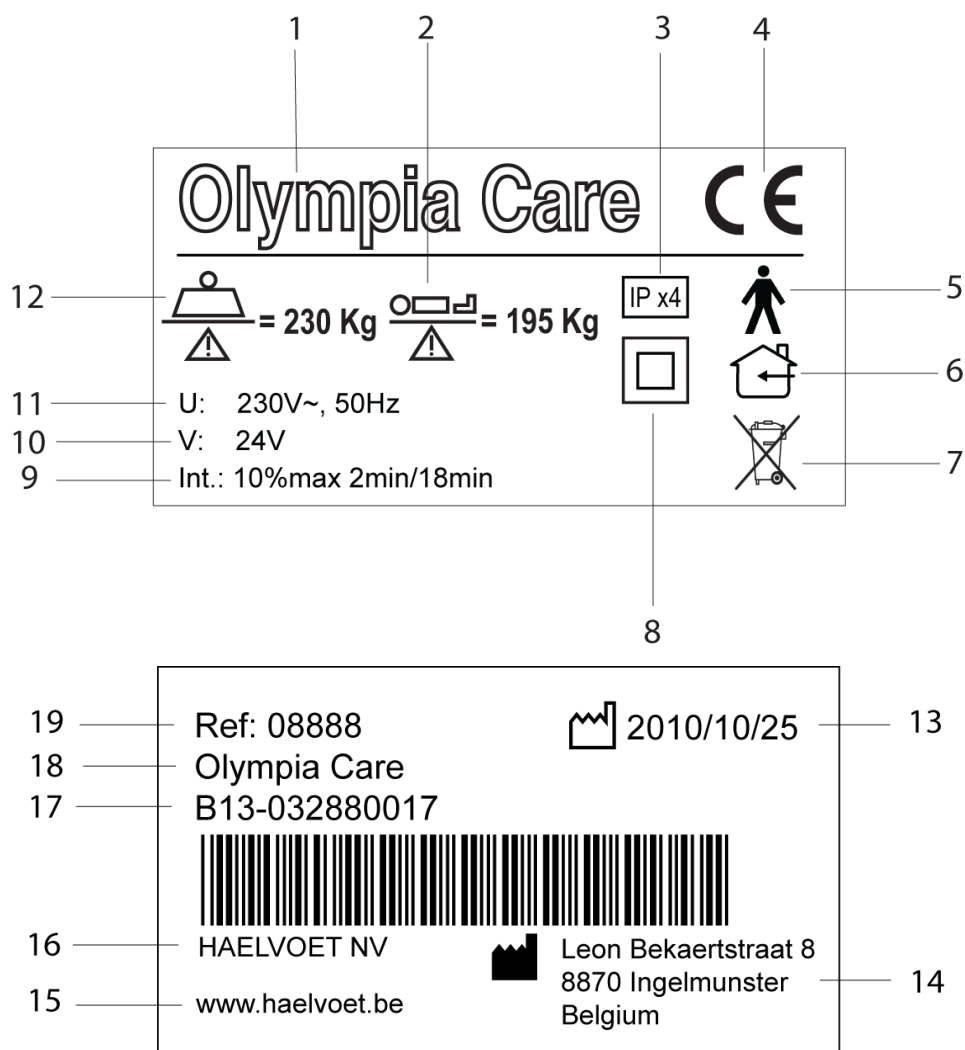 1 2 3 4
Olympia Care CE
12 = 230 Kg = 195 Kg IP x4 5
6
11 U: 230V~, 50Hz
10 V: 24V 7
9 Int.: 10%max 2min/18min
8
19 Ref: 08888 2010/10/25 13
18 Olympia Care
17 B13-032880017
16 HAELVOET NV Leon Bekaertstraat 8
8870 Ingelmunster 14
15 www.haelvoet.be Belgium